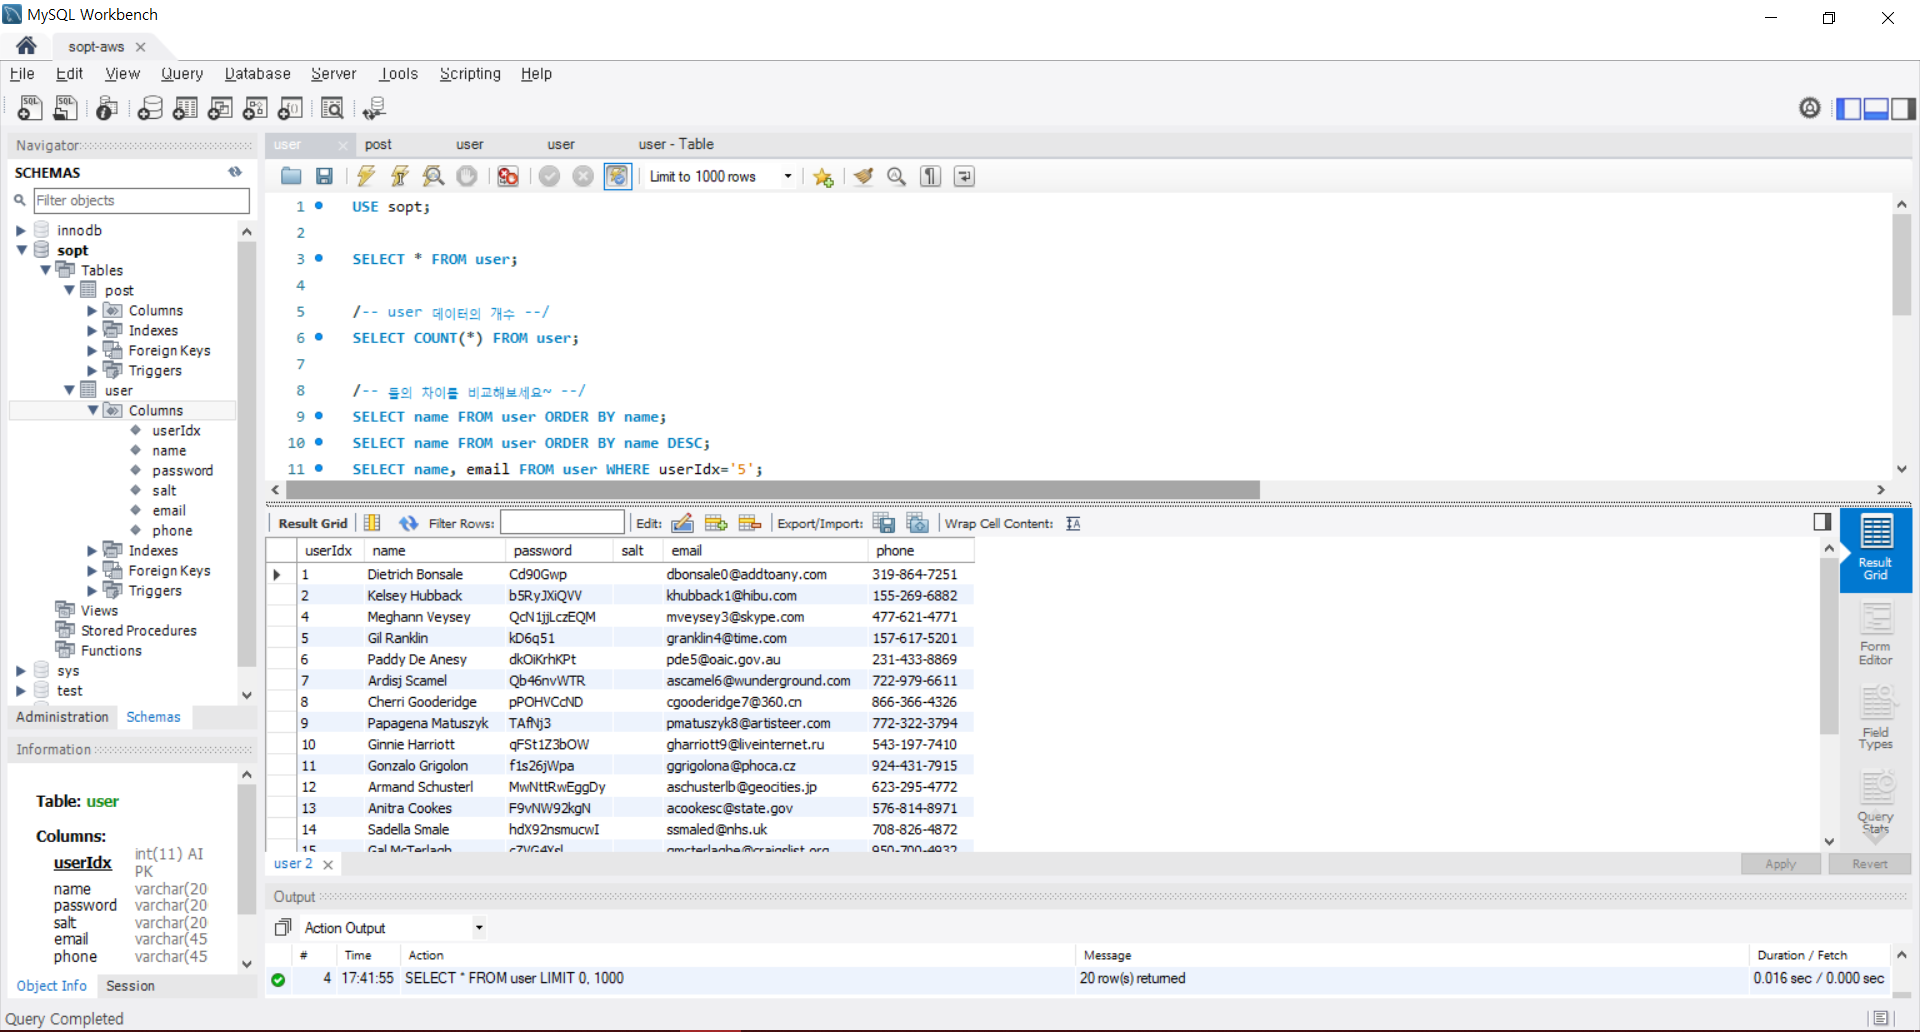 MySQL Workbench
sopt-aws
File Edit View Query Database Server Tools Scripting Help
Navigator
SCHEMAS
Filter objects
innodb
sopt
Tables
post
Columns
Indexes
Foreign Keys
Triggers
user
Columns
userIdx
name
password
salt
email
phone
Indexes
Foreign Keys
Triggers
Views
Stored Procedures
Functions
sys
test
Administration Schemas
Information
Table: user
Columns:
userIdx int(11) AI
PK
name varchar(20
password varchar(20
salt varchar(20
email varchar(45
phone varchar(45
Object Info Session
user post user user user - Table
Limit to 1000 rows
1 USE sopt;
2
3 SELECT * FROM user;
4
5 /-- user 데이터의 개수 --/
6 SELECT COUNT(*) FROM user;
7
8 /-- 둘의 차이를 비교해보세요~ --/
9 SELECT name FROM user ORDER BY name;
10 SELECT name FROM user ORDER BY name DESC;
11 SELECT name, email FROM user WHERE userIdx='5';
Result Grid Filter Rows: Edit: Export/Import: Wrap Cell Content:
userIdx name password salt email phone
1 Dietrich Bonsale Cd90Gwp dbonsale0@addtoany.com 319-864-7251
2 Kelsey Hubback b5RyJXiQVV khubback1@hibu.com 155-269-6882
4 Meghann Veysey QcN1jjLczEQM mveysey3@skype.com 477-621-4771
5 Gil Ranklin kD6q51 granklin4@time.com 157-617-5201
6 Paddy De Anesy dkOiKrhKPt pde5@oaic.gov.au 231-433-8869
7 Ardisj Scamel Qb46nvWTR ascamel6@wunderground.com 722-979-6611
8 Cherri Gooderidge pPOHVCcND cgooderidge7@360.cn 866-366-4326
9 Papagena Matuszyk TAfNj3 pmatuszyk8@artisteer.com 772-322-3794
10 Ginnie Harriott qFSt1Z3bOW gharriott9@liveinternet.ru 543-197-7410
11 Gonzalo Grigolon f1s26jWpa ggrigolona@phoca.cz 924-431-7915
12 Armand Schusterl MwNttRwEggDy aschusterlb@geocities.jp 623-295-4772
13 Anitra Cookes F9vNW92kgN acookesc@state.gov 576-814-8971
14 Sadella Smale hdX92nsmucwI ssmaled@nhs.uk 708-826-4872
15 Gal McTerlagh c7VG4Xsl gmcterlaghe@craigslist.org 950-700-4932
Result
Grid
Form
Editor
Field
Types
Query
Stats
user 2 Apply Revert
Output
Action Output
# Time Action Message Duration / Fetch
4 17:41:55 SELECT * FROM user LIMIT 0, 1000 20 row(s) returned 0.016 sec / 0.000 sec
Query Completed